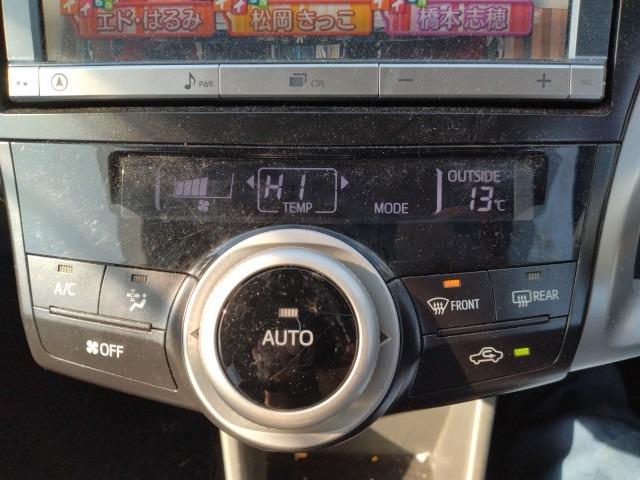 エド・はるみ 松岡きっこ 橋本志穂
PWR CTRL − +
HI OUTSIDE
TEMP MODE 13℃
A/C FRONT REAR
AUTO
OFF